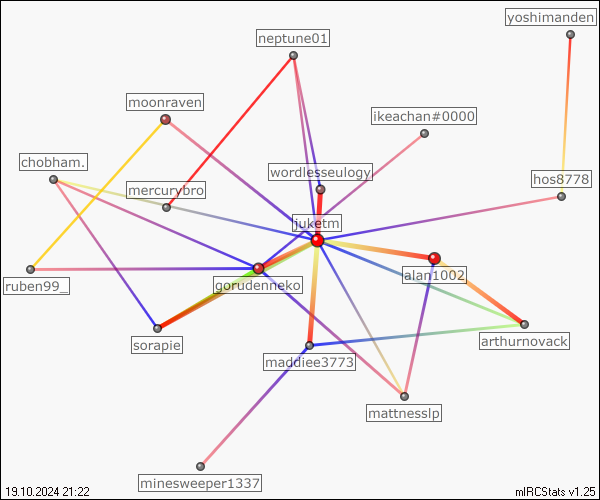 yoshimanden
neptune01
moonraven
ikeachan#0000
chobham.
wordlesseulogy
mercurybro
hos8778
juketm
alan1002
ruben99_
gorudenneko
sorapie
arthurnovack
maddiee3773
mattnesslp
minesweeper1337
19.10.2024 21:22
mIRCStats v1.25